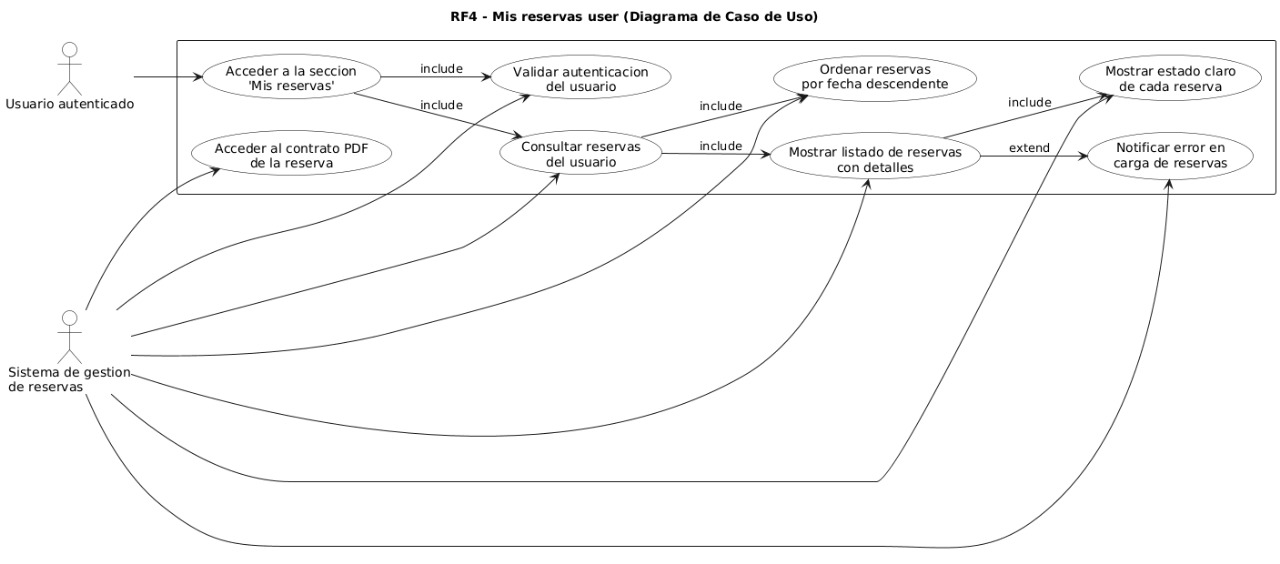 RF4 - Mis reservas user (Diagrama de Caso de Uso)
Usuario autenticado
Acceder a la seccion
'Mis reservas'
include
Validar autenticacion
del usuario
include
Consultar reservas
del usuario
include
Ordenar reservas
por fecha descendente
include
Mostrar listado de reservas
con detalles
include
Mostrar estado claro
de cada reserva
extend
Notificar error en
carga de reservas
Acceder al contrato PDF
de la reserva
Sistema de gestion
de reservas